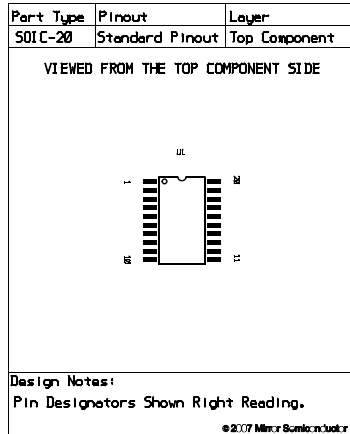 Part Type Pinout Layer
SOIC-20 Standard Pinout Top Component
VIEWED FROM THE TOP COMPONENT SIDE
U1
1 20
10 11
Design Notes:
Pin Designators Shown Right Reading.
©2007 Mirror Semiconductor